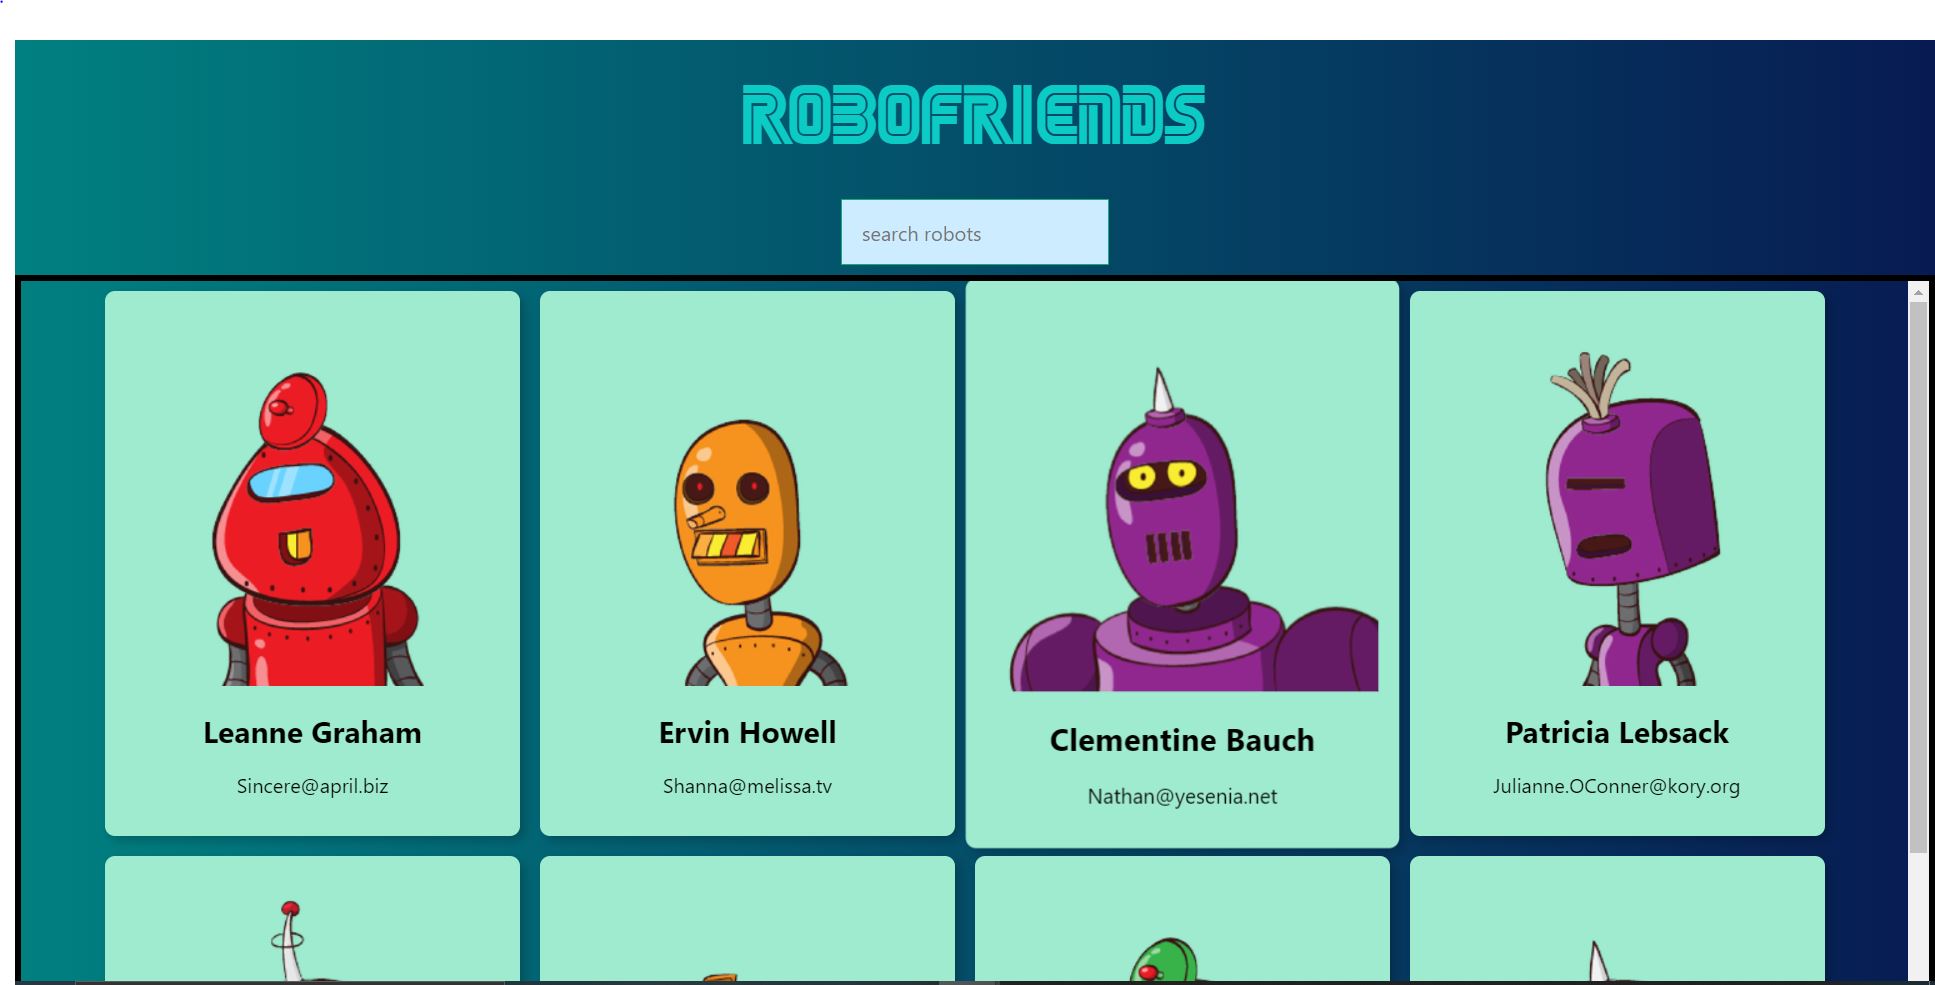 ROBOFRIENDS
search robots
Leanne Graham
Sincere@april.biz
Ervin Howell
Shanna@melissa.tv
Clementine Bauch
Nathan@yesenia.net
Patricia Lebsack
Julianne.OConner@kory.org